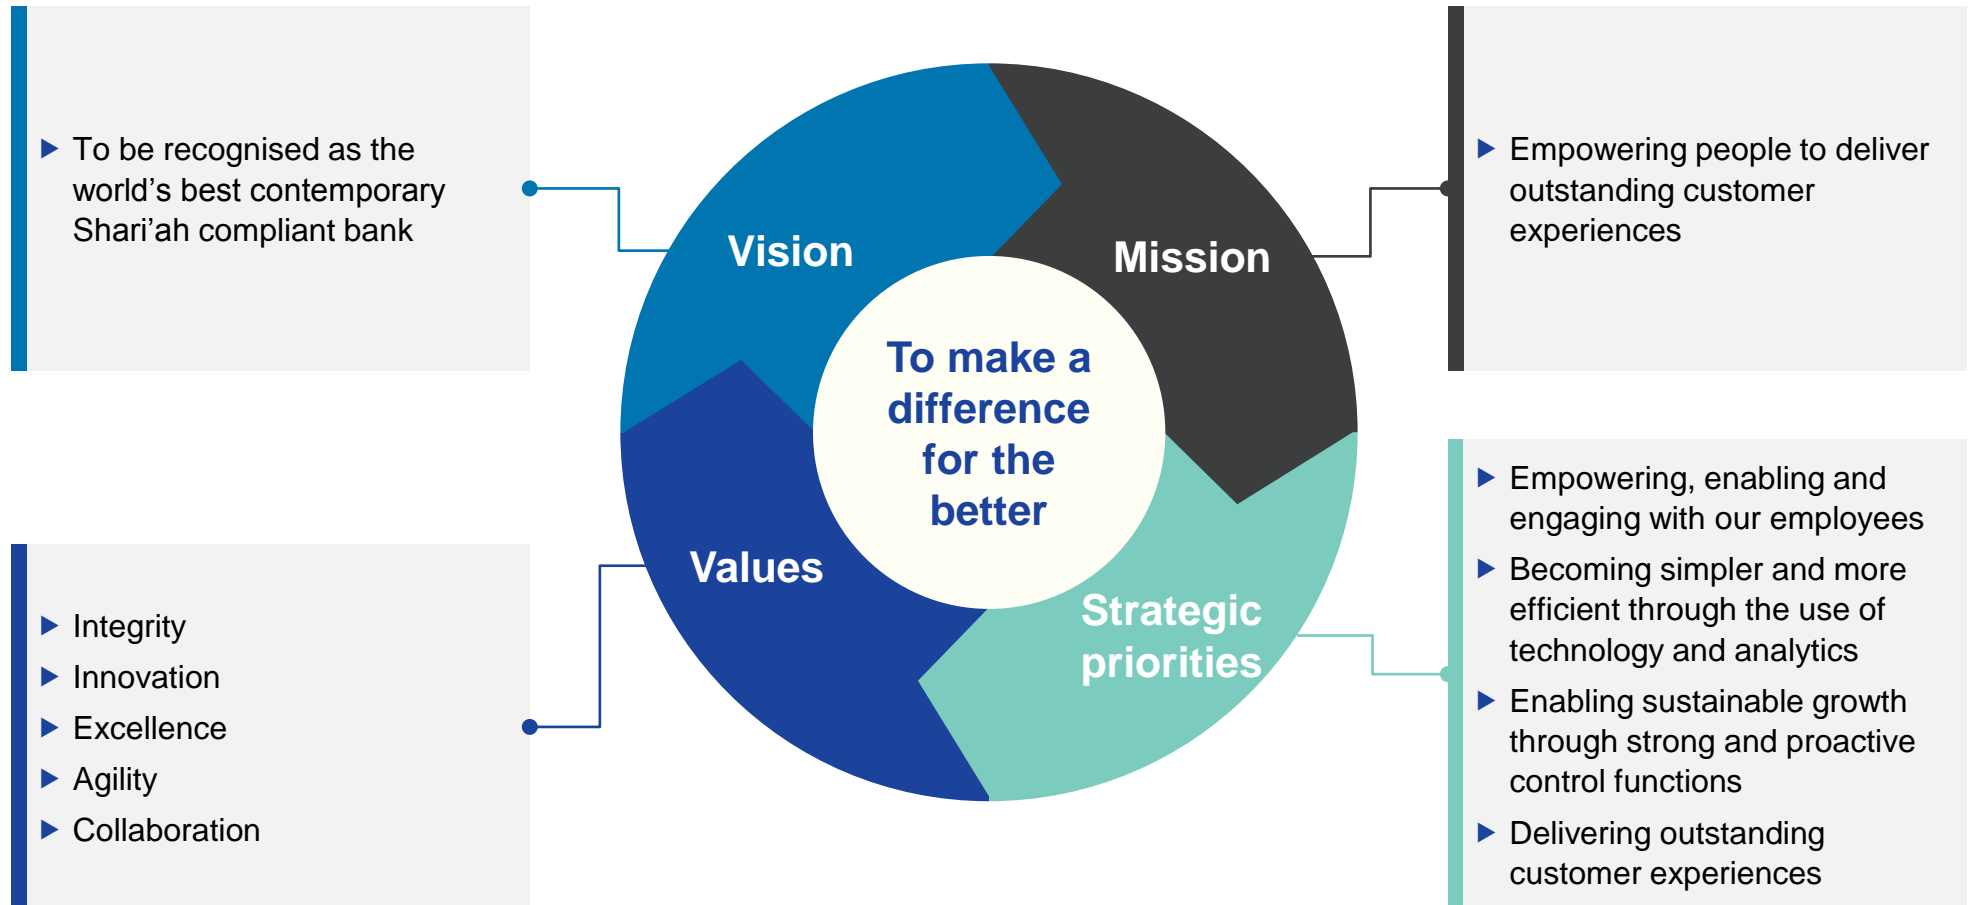 To be recognised as the
world's best contemporary
Shari'ah compliant bank
Vision
Mission
Empowering people to deliver
outstanding customer
experiences
To make a
difference
for the
better
Values
Integrity
Innovation
Excellence
Agility
Collaboration
Strategic
priorities
Empowering, enabling and
engaging with our employees
Becoming simpler and more
efficient through the use of
technology and analytics
Enabling sustainable growth
through strong and proactive
control functions
Delivering outstanding
customer experiences